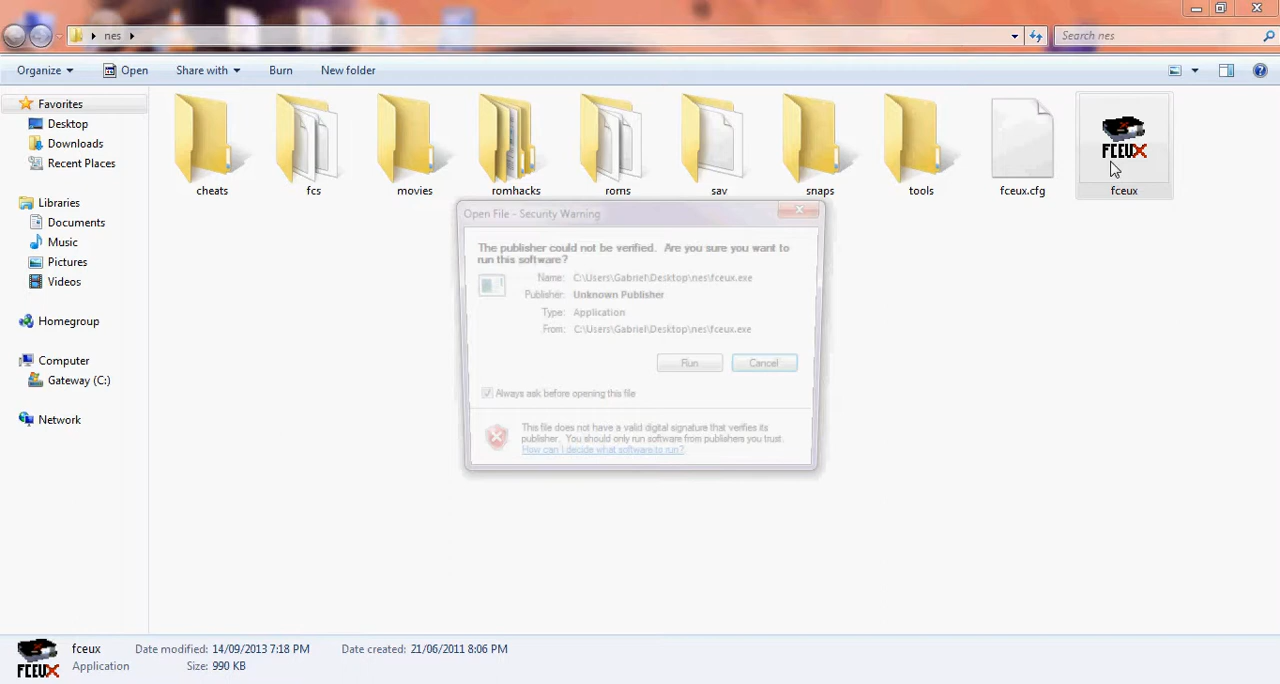 nes
Search nes
Organize
Open
Share with
Burn
New folder
Favorites
Desktop
Downloads
Recent Places
Libraries
Documents
Music
Pictures
Videos
Homegroup
Computer
Gateway (C:)
Network
cheats
fcs
movies
romhacks
roms
sav
snaps
tools
fceux.cfg
FCEUX
fceux
Open File - Security Warning
The publisher could not be verified. Are you sure you want to
run this software?
Name: C:\Users\Gabriel\Desktop\nes\fceux.exe
Publisher: Unknown Publisher
Type: Application
From: C:\Users\Gabriel\Desktop\nes\fceux.exe
Run
Cancel
Always ask before opening this file
This file does not have a valid digital signature that verifies its
publisher. You should only run software from publishers you trust.
How can I decide what software to run?
FCEUX
fceux
Date modified: 14/09/2013 7:18 PM
Date created: 21/06/2011 8:06 PM
Application
Size: 990 KB